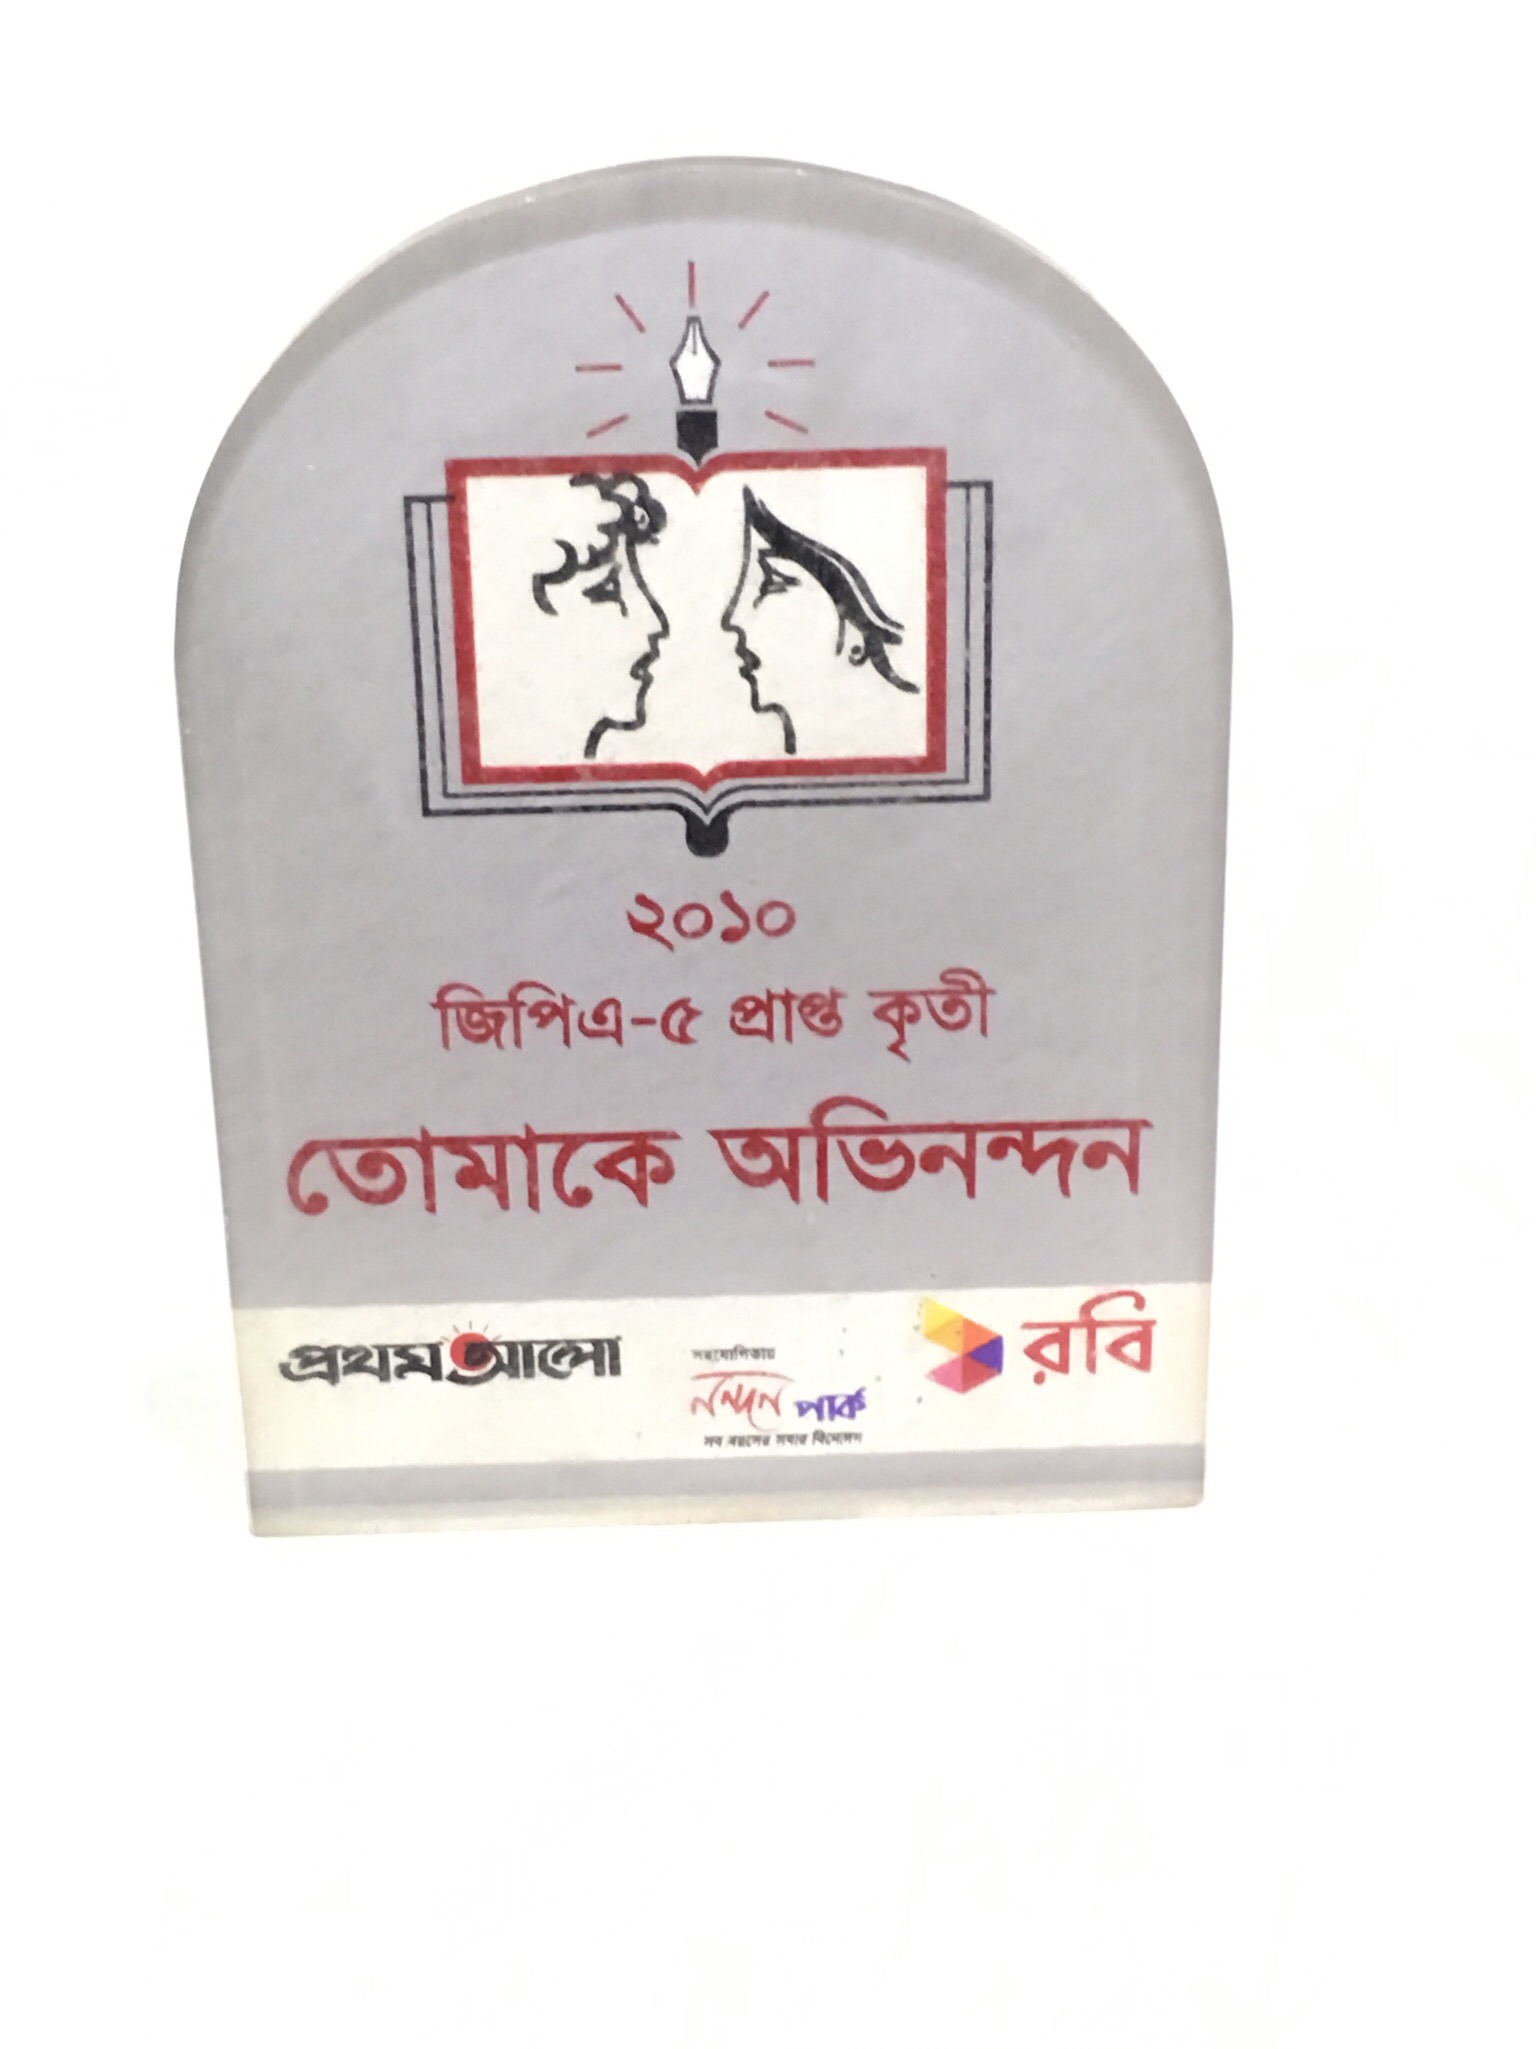 ২০১০
জিপিএ-৫ প্রাপ্ত কৃতী
তোমাকে অভিনন্দন
প্রথম আলো
সহযোগিতায়
নন্দন পার্ক
সব বয়সের সবার বিনোদন
রবি